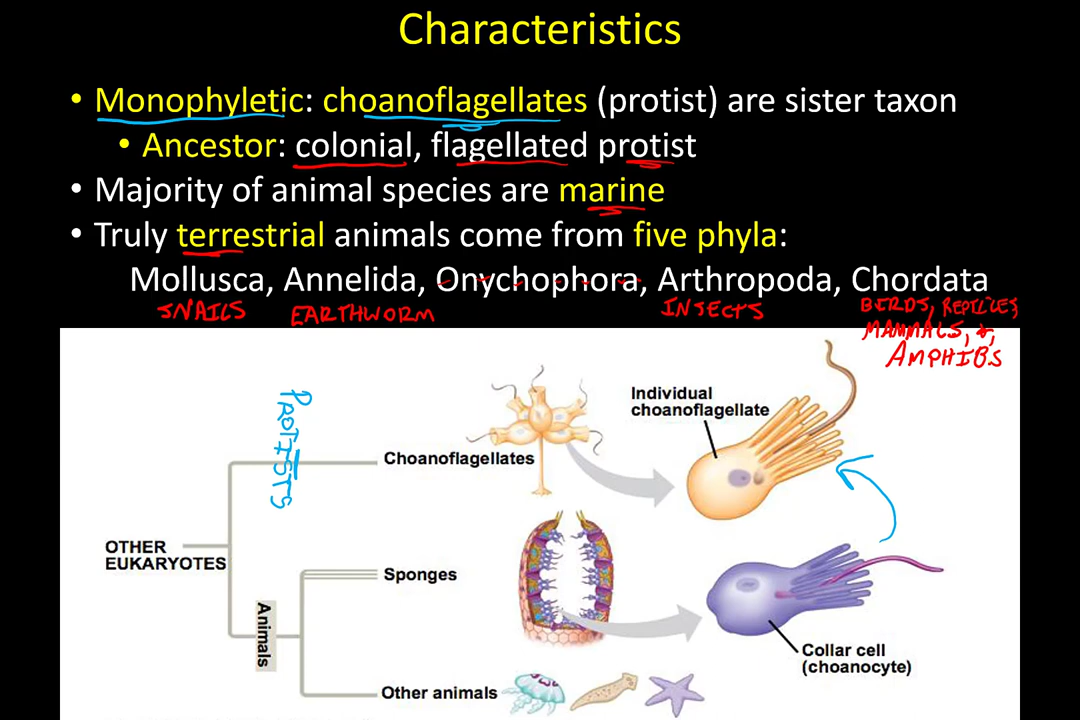 Characteristics
• Monophyletic: choanoflagellates (protist) are sister taxon
• Ancestor: colonial, flagellated protist
• Majority of animal species are marine
• Truly terrestrial animals come from five phyla:
Mollusca, Annelida, Onychophora, Arthropoda, Chordata
SNAILS EARTHWORM INSECTS BIRDS, REPTILES,
MAMMALS, &,
AMPHIBS
PROTISTS
Individual
choanoflagellate
Choanoflagellates
OTHER
EUKARYOTES
Sponges
Animals
Collar cell
(choanocyte)
Other animals